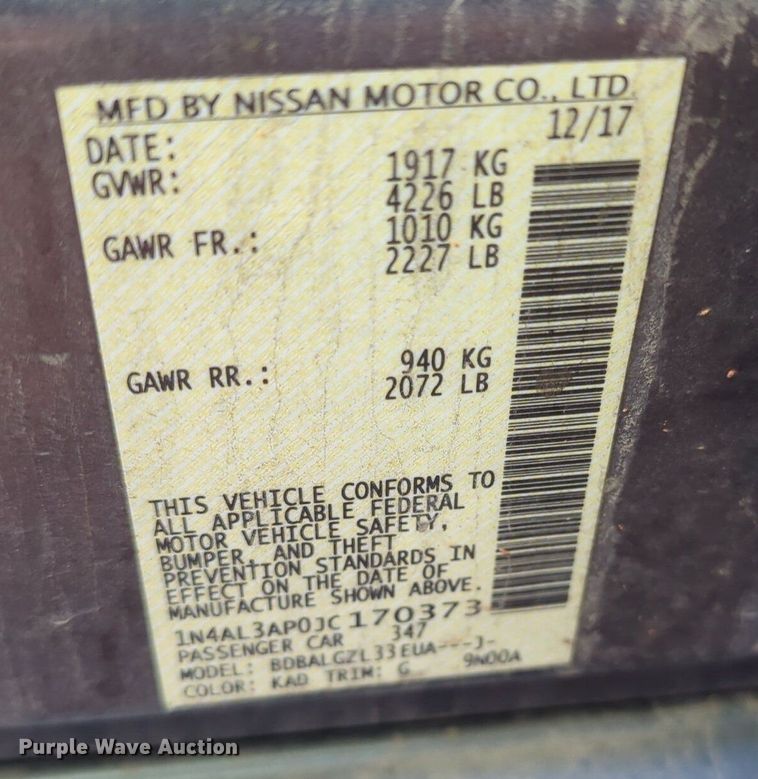 MFD BY NISSAN MOTOR CO., LTD.
DATE: 12/17
GVWR: 1917 KG
4226 LB
GAWR FR.: 1010 KG
2227 LB
GAWR RR.: 940 KG
2072 LB
THIS VEHICLE CONFORMS TO
ALL APPLICABLE FEDERAL
MOTOR VEHICLE SAFETY,
BUMPER, AND THEFT
PREVENTION STANDARDS IN
EFFECT ON THE DATE OF
MANUFACTURE SHOWN ABOVE.
1N4AL3AP0JC170373
PASSENGER CAR 347
MODEL: BDBALGZL33EUA---J-
COLOR: KAD TRIM: G 9N00A
Purple Wave Auction